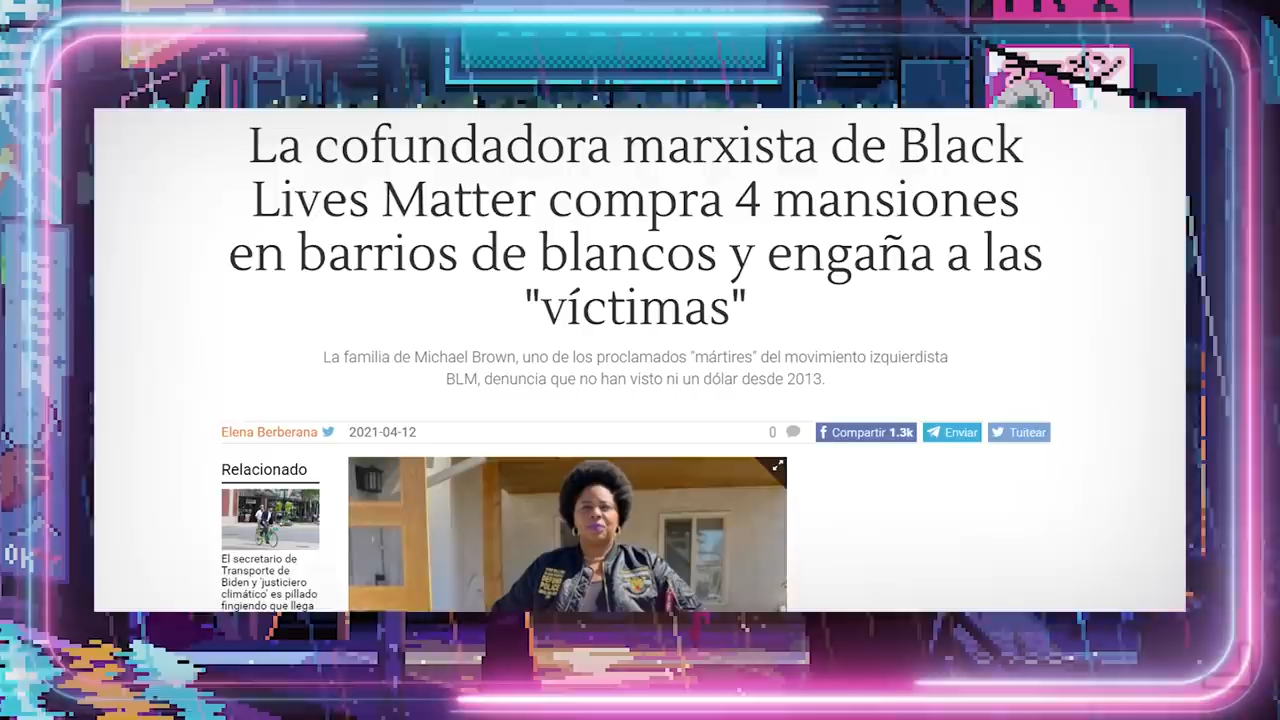 La cofundadora marxista de Black
Lives Matter compra 4 mansiones
en barrios de blancos y engaña a las
"víctimas"
La familia de Michael Brown, uno de los proclamados "mártires" del movimiento izquierdista
BLM, denuncia que no han visto ni un dólar desde 2013.
Elena Berberana 2021-04-12 0 Compartir 1.3k Enviar Tuitear
Relacionado
El secretario de
Transporte de
Biden y 'justiciero
climático' es pillado
fingiendo que llega